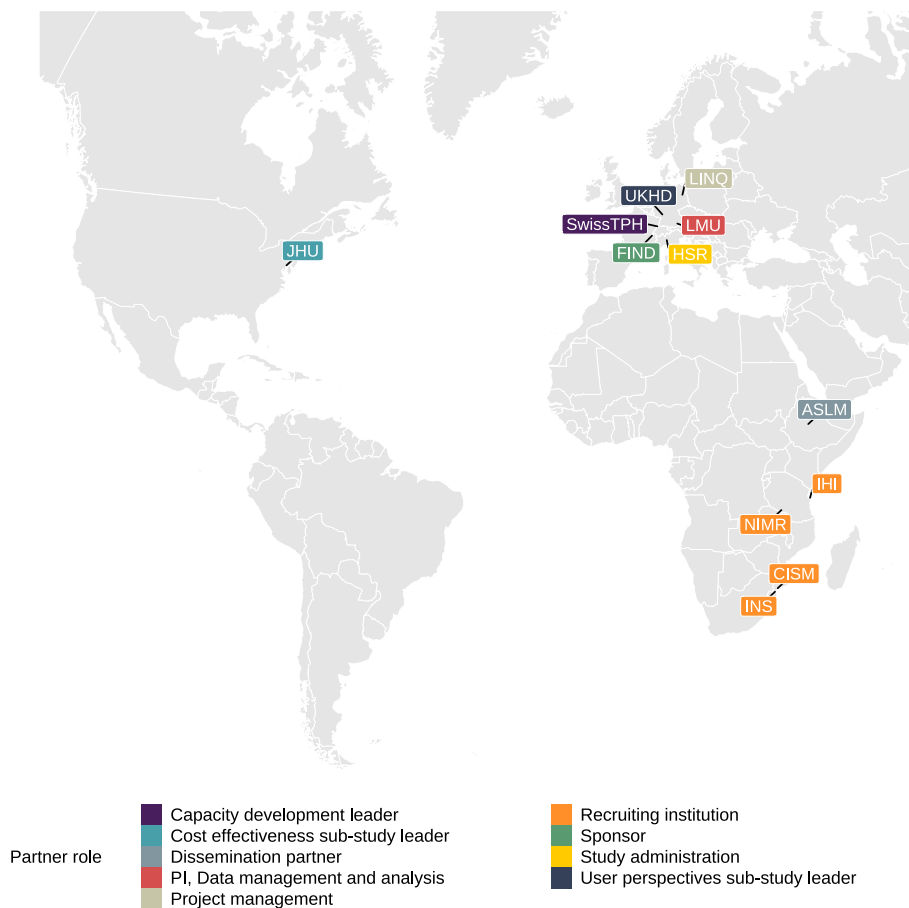 LINQ
UKHD
SwissTPH
LMU
FIND
HSR
JHU
ASLM
IHI
NIMR
CISM
INS
Partner role
Capacity development leader
Cost effectiveness sub-study leader
Dissemination partner
PI, Data management and analysis
Project management
Recruiting institution
Sponsor
Study administration
User perspectives sub-study leader